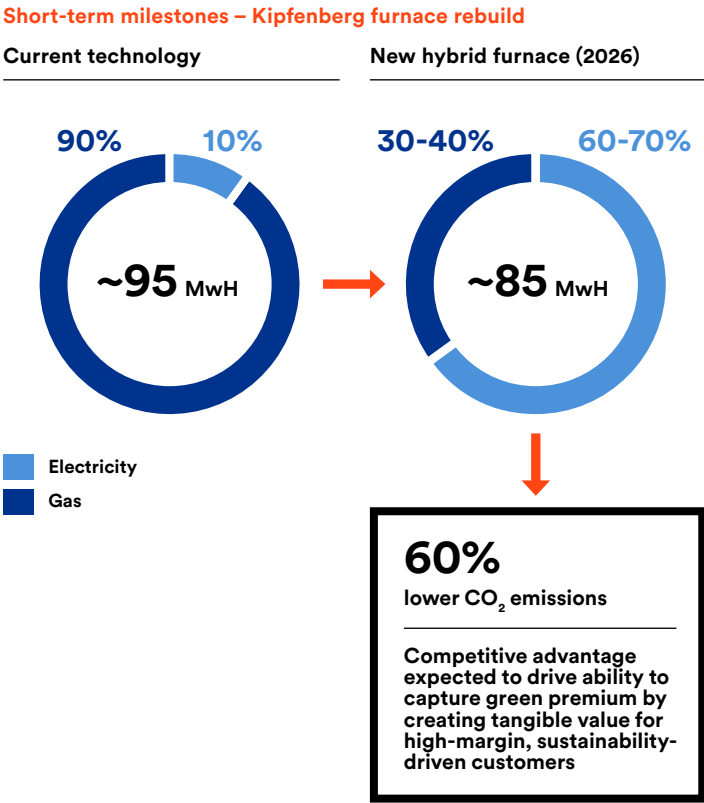 Short-term milestones – Kipfenberg furnace rebuild
Current technology
90%
10%
~95 MwH
Electricity
Gas
New hybrid furnace (2026)
30-40%
60-70%
~85 MwH
60%
lower CO₂ emissions
Competitive advantage
expected to drive ability to
capture green premium by
creating tangible value for
high-margin, sustainability-
driven customers